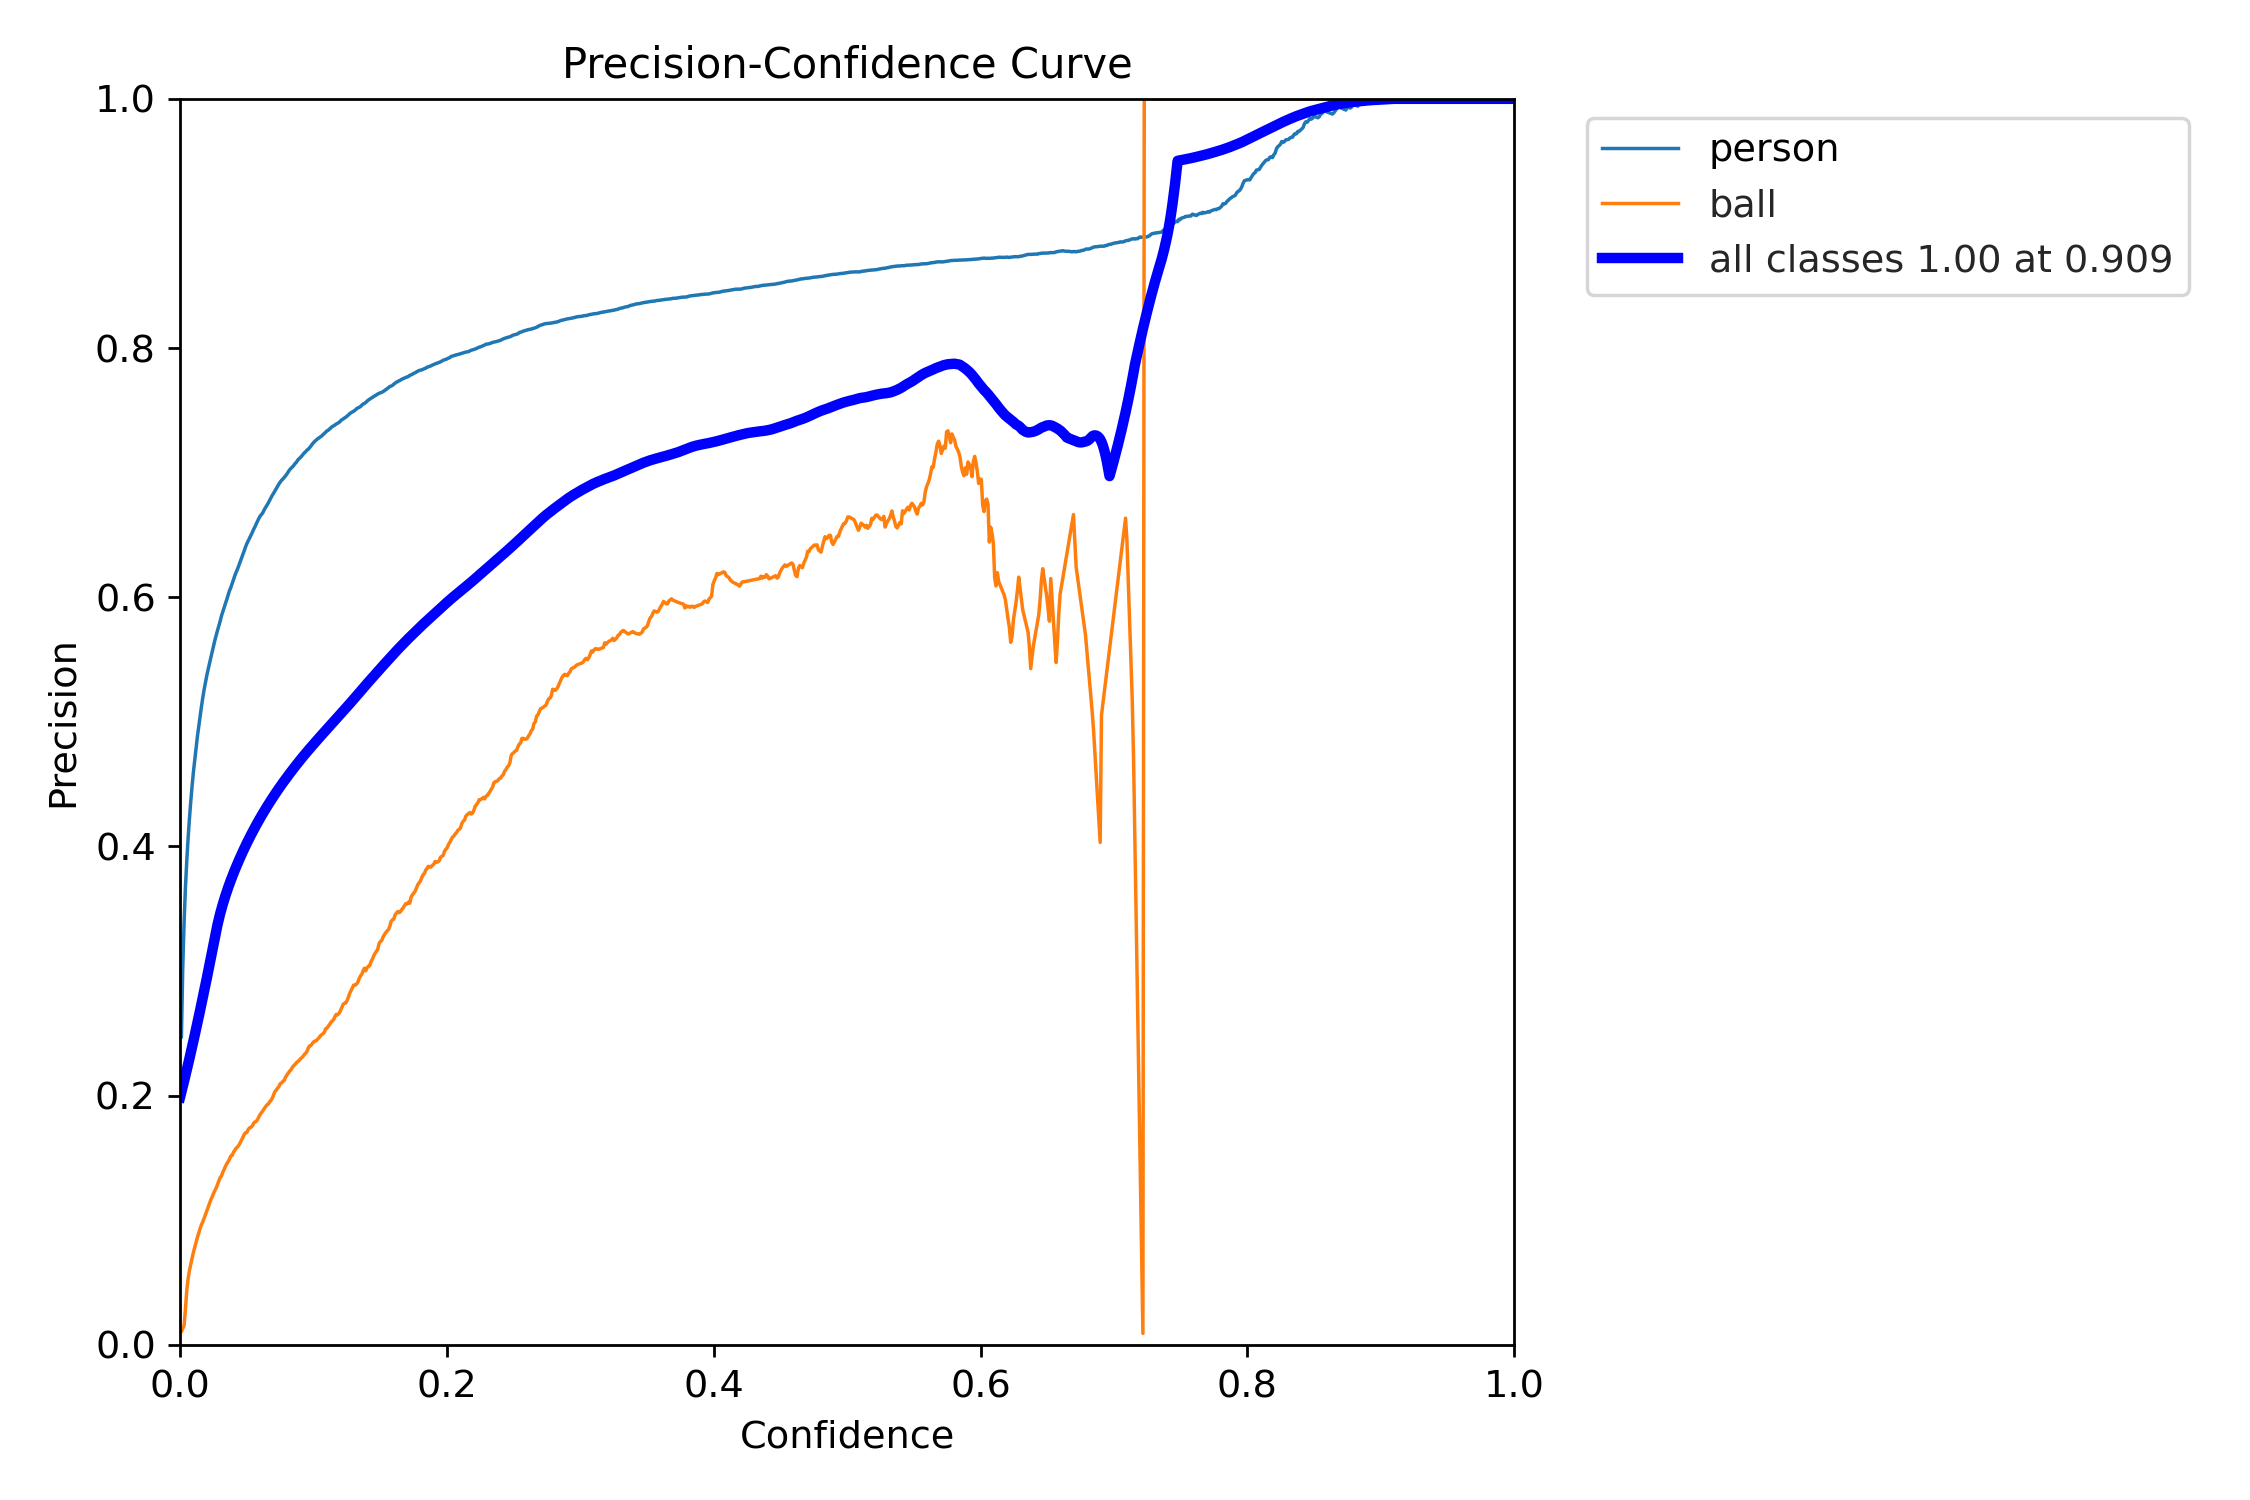 Precision-Confidence Curve
1.0
0.8
0.6
0.4
0.2
0.0
Precision
0.0 0.2 0.4 0.6 0.8 1.0
Confidence
person
ball
all classes 1.00 at 0.909